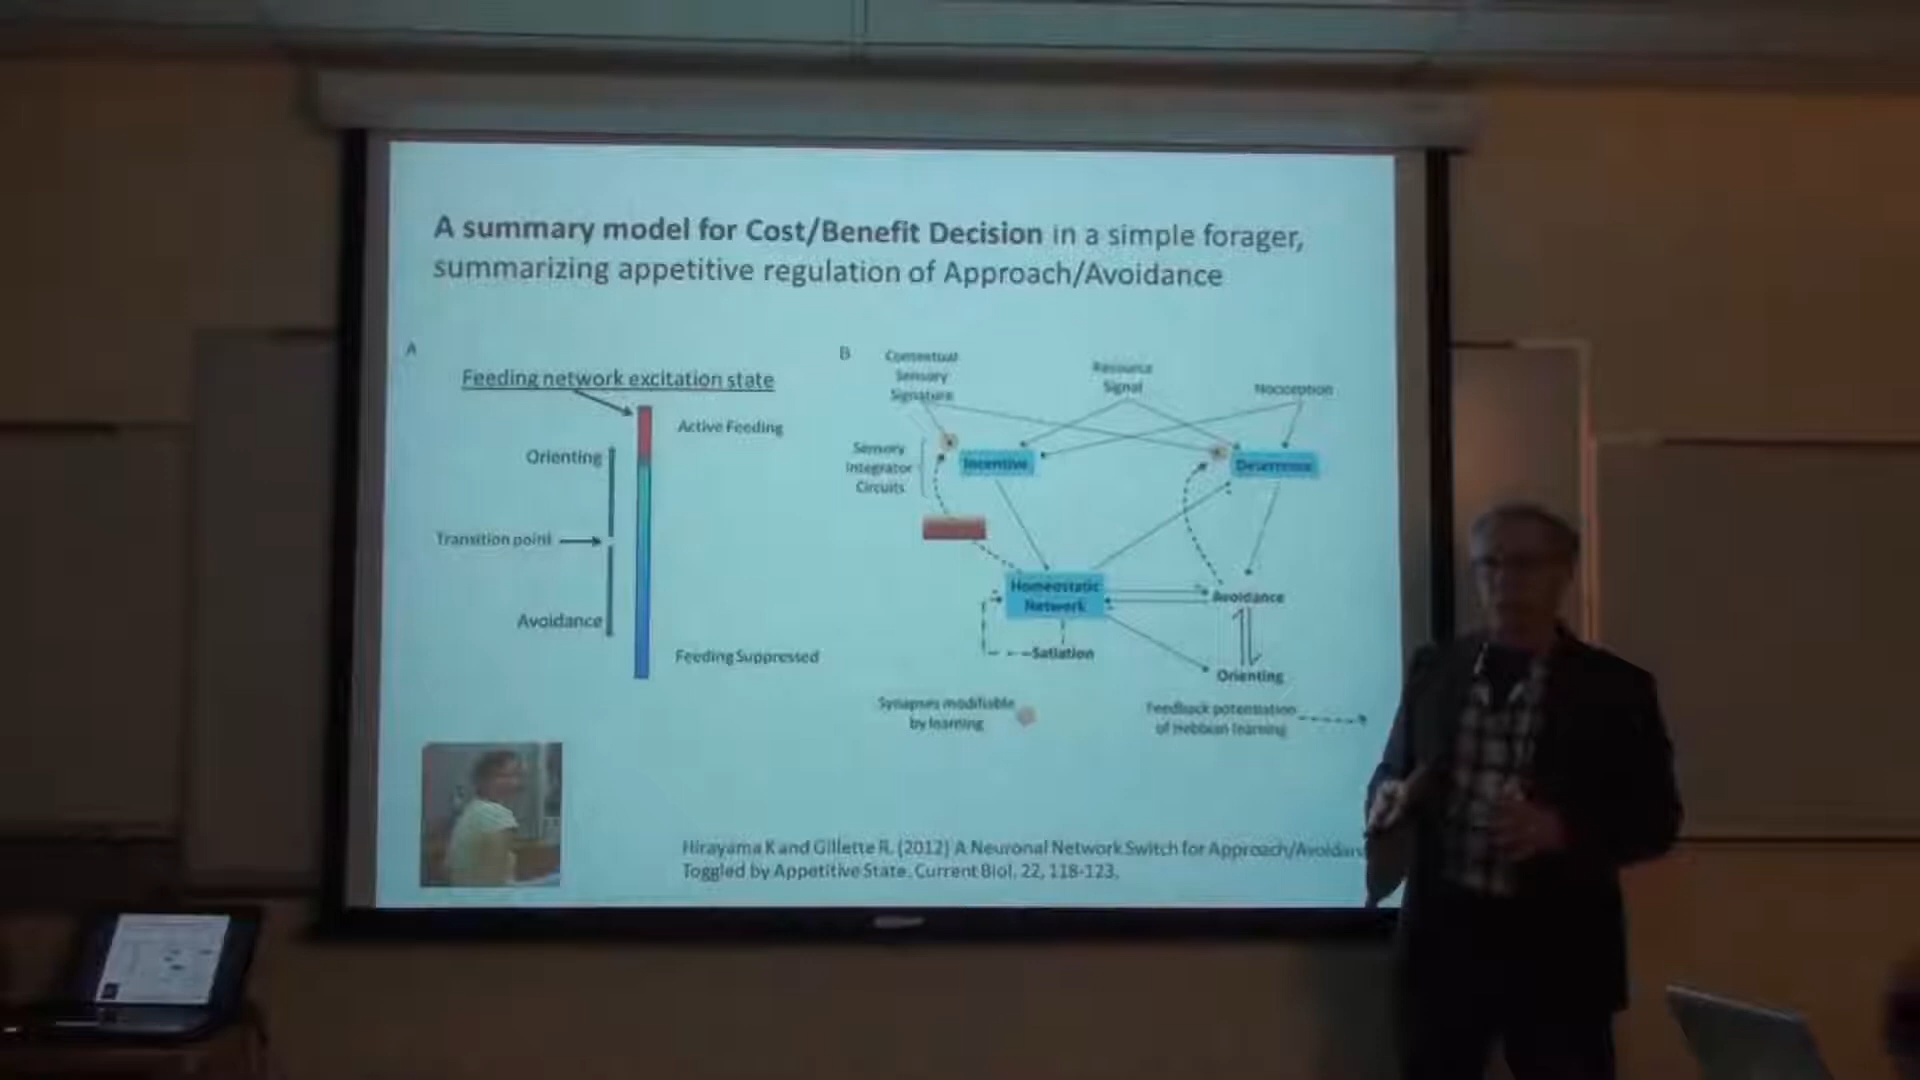 A summary model for Cost/Benefit Decision in a simple forager,
summarizing appetitive regulation of Approach/Avoidance
A
Feeding network excitation state
Active Feeding
Orienting
Transition point
Avoidance
Feeding Suppressed
B
Contextual
Sensory
Signature
Resource
Signal
Nociception
Sensory
Integrator
Circuits
Incentive
Homeostatic
Network
Avoidance
Satiation
Orienting
Synapses modifiable
by learning
Feedback potentiation
of Hebbian learning
Hirayama K and Gillette R. (2012) A Neuronal Network Switch for Approach/Avoidan
Toggled by Appetitive State. Current Biol. 22, 118-123.